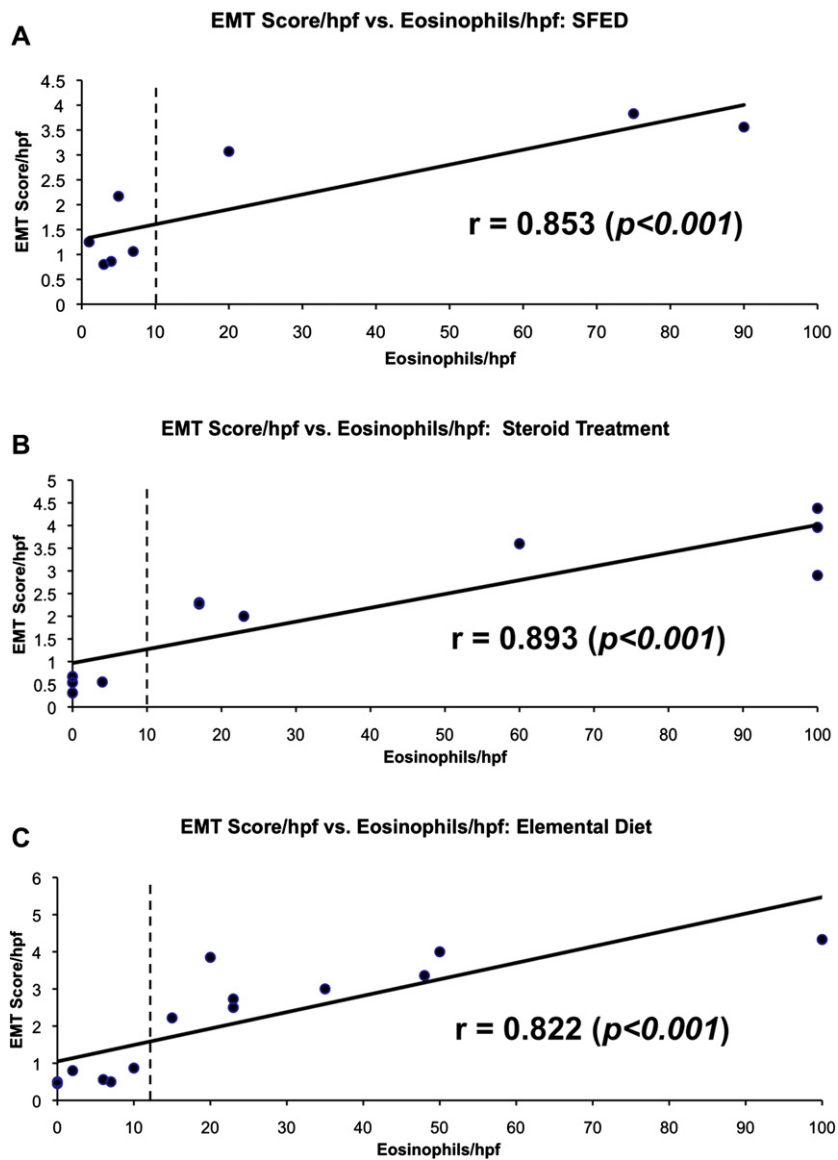 EMT Score/hpf vs. Eosinophils/hpf: SFED
A
4.5
4
3.5
3
2.5
2
1.5
1
0.5
0
EMT Score/hpf
r = 0.853 (p<0.001)
0 10 20 30 40 50 60 70 80 90 100
Eosinophils/hpf
EMT Score/hpf vs. Eosinophils/hpf: Steroid Treatment
B
5
4.5
4
3.5
3
2.5
2
1.5
1
0.5
0
EMT Score/hpf
r = 0.893 (p<0.001)
0 10 20 30 40 50 60 70 80 90 100
Eosinophils/hpf
EMT Score/hpf vs. Eosinophils/hpf: Elemental Diet
C
6
5
4
3
2
1
0
EMT Score/hpf
r = 0.822 (p<0.001)
0 10 20 30 40 50 60 70 80 90 100
Eosinophils/hpf